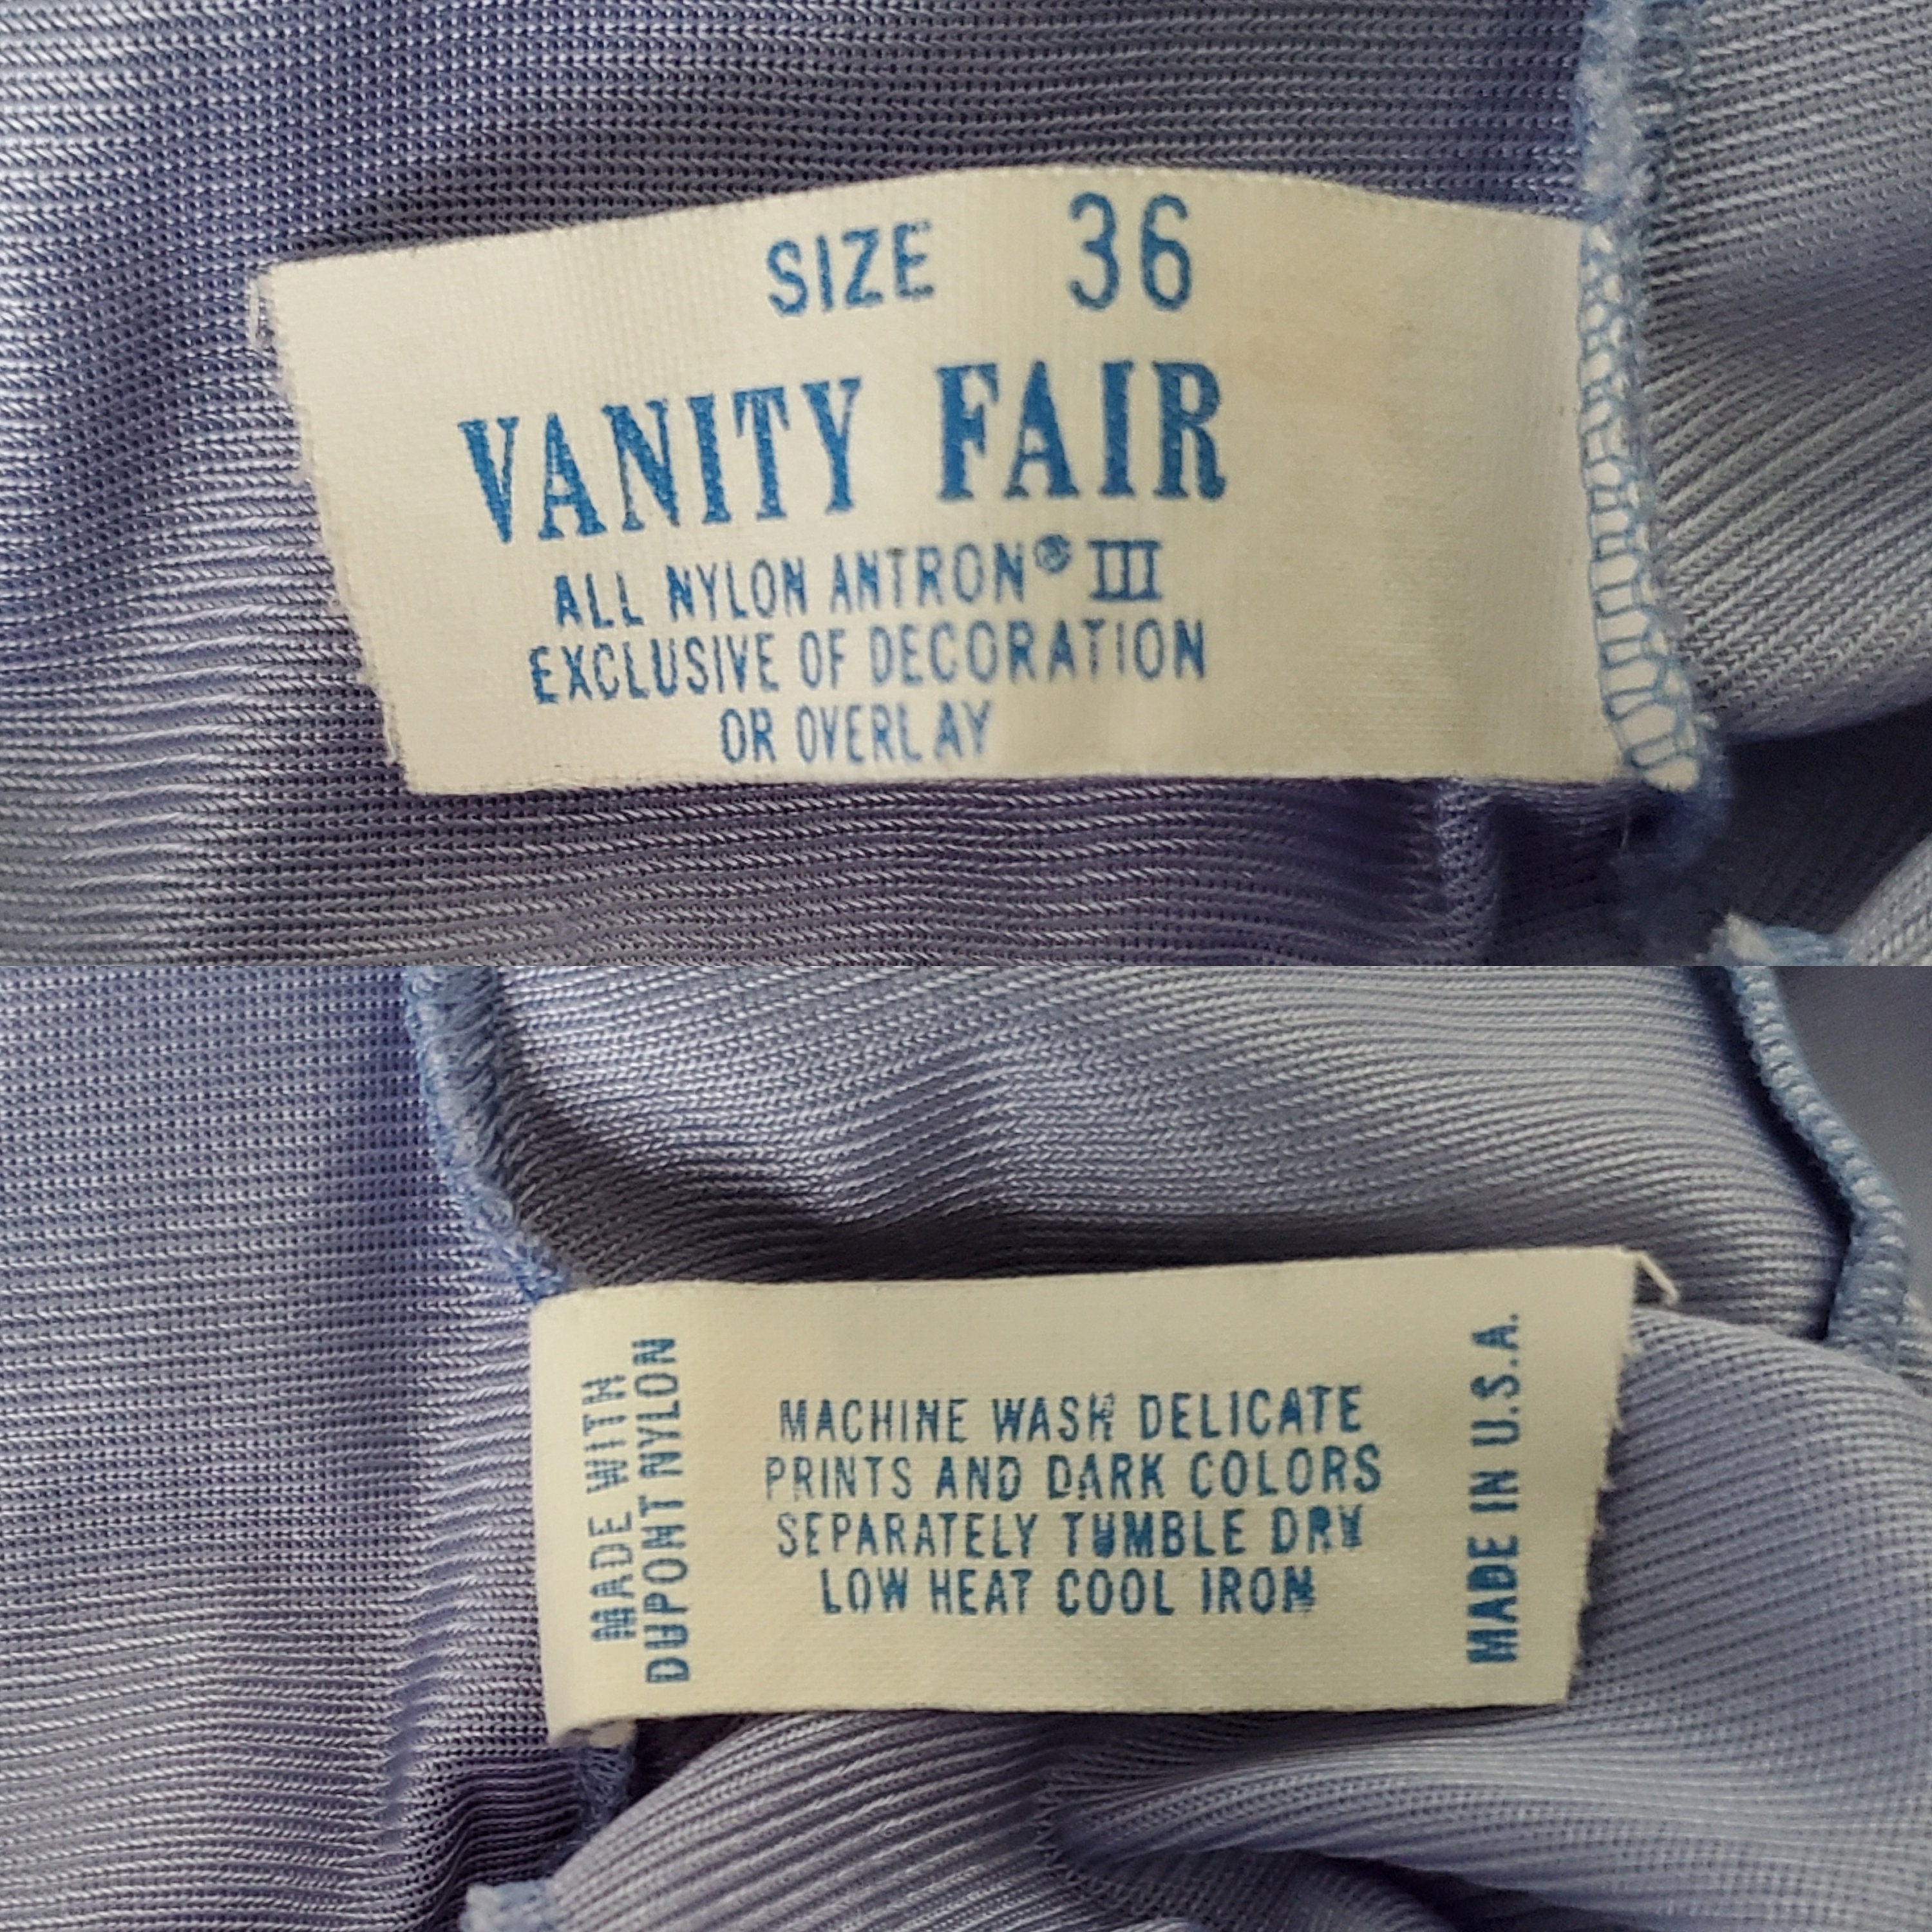 SIZE 36
VANITY FAIR
ALL NYLON ANTRON® III
EXCLUSIVE OF DECORATION
OR OVERLAY
MADE WITH
DUPONT NYLON
MACHINE WASH DELICATE
PRINTS AND DARK COLORS
SEPARATELY TUMBLE DRY
LOW HEAT COOL IRON
MADE IN U.S.A.